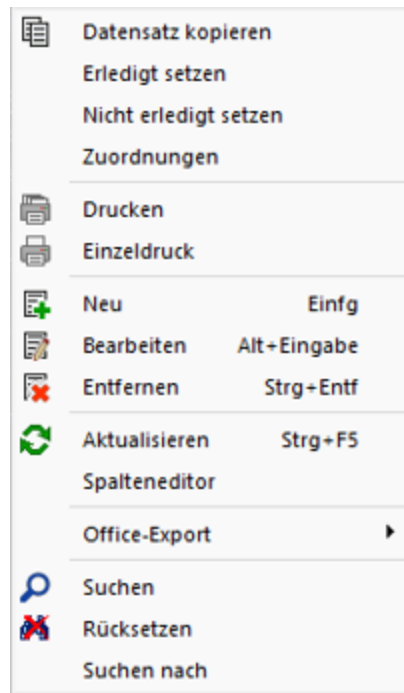 Datensatz kopieren
Erledigt setzen
Nicht erledigt setzen
Zuordnungen
Drucken
Einzeldruck
Neu Einfg
Bearbeiten Alt+Eingabe
Entfernen Strg+Entf
Aktualisieren Strg+F5
Spalteneditor
Office-Export
Suchen
Rücksetzen
Suchen nach